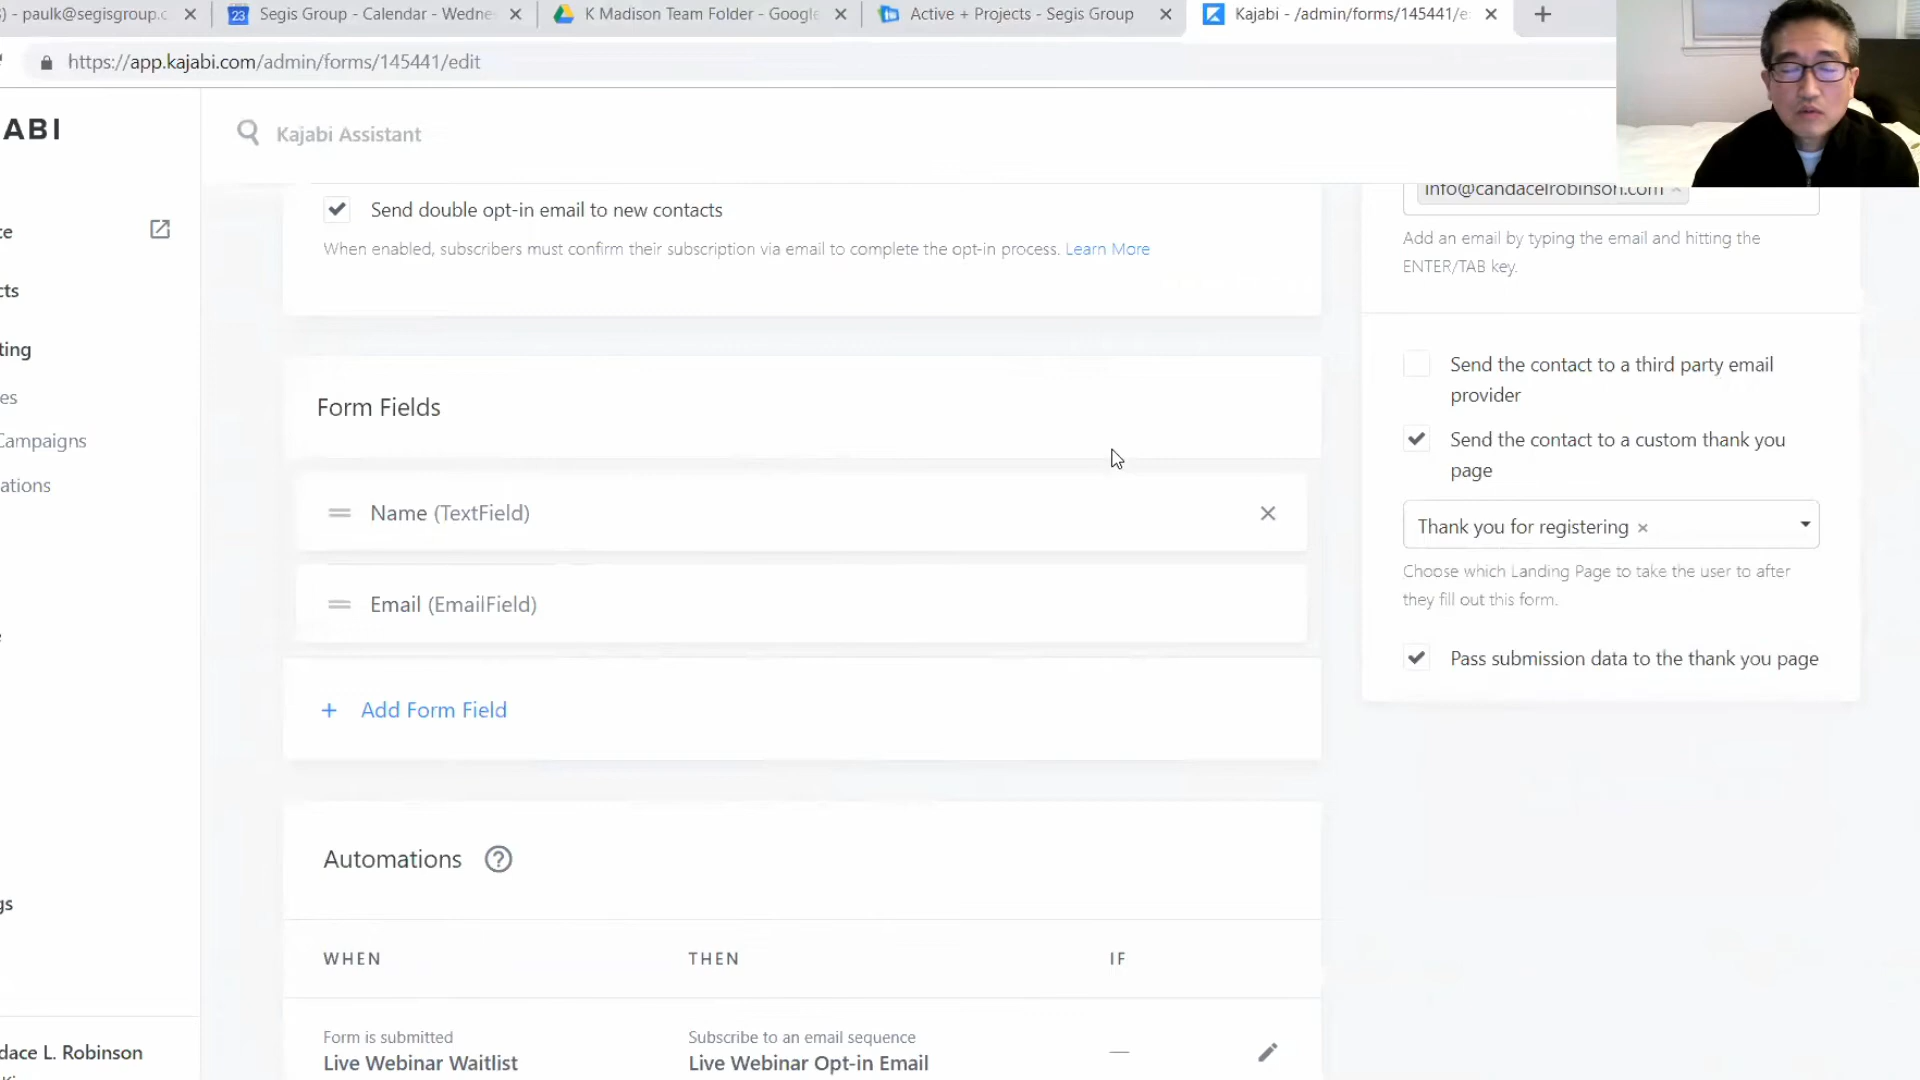 ) - paulk@segisgroup.c
Segis Group - Calendar - Wedne
K Madison Team Folder - Google
Active + Projects - Segis Group
Kajabi - /admin/forms/145441/e
https://app.kajabi.com/admin/forms/145441/edit
ABI
Kajabi Assistant
info@candacelrobinson.com
Send double opt-in email to new contacts
When enabled, subscribers must confirm their subscription via email to complete the opt-in process. Learn More
Add an email by typing the email and hitting the
ENTER/TAB key.
te
cts
ting
es
Campaigns
ations
gs
dace L. Robinson
Form Fields
Name (TextField)
Email (EmailField)
+ Add Form Field
Send the contact to a third party email
provider
Send the contact to a custom thank you
page
Thank you for registering
Choose which Landing Page to take the user to after
they fill out this form.
Pass submission data to the thank you page
Automations ?
WHEN THEN IF
Form is submitted
Live Webinar Waitlist
Subscribe to an email sequence
Live Webinar Opt-in Email
—
23